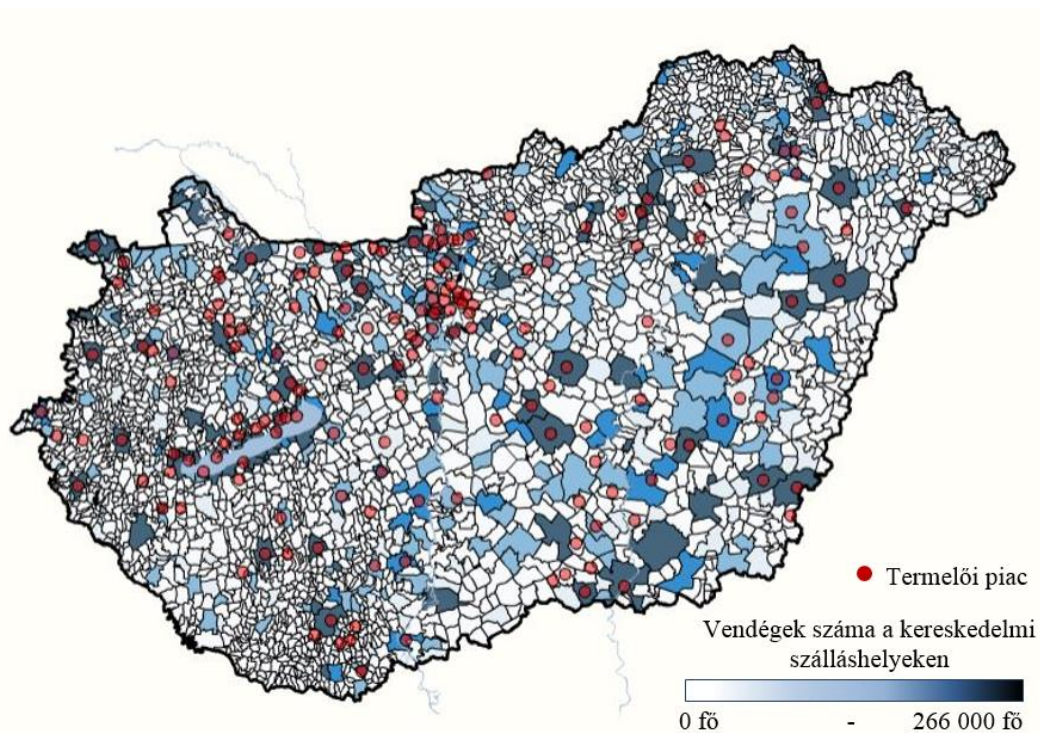 Termelői piac
Vendégek száma a kereskedelmi
szálláshelyeken
0 fő - 266 000 fő